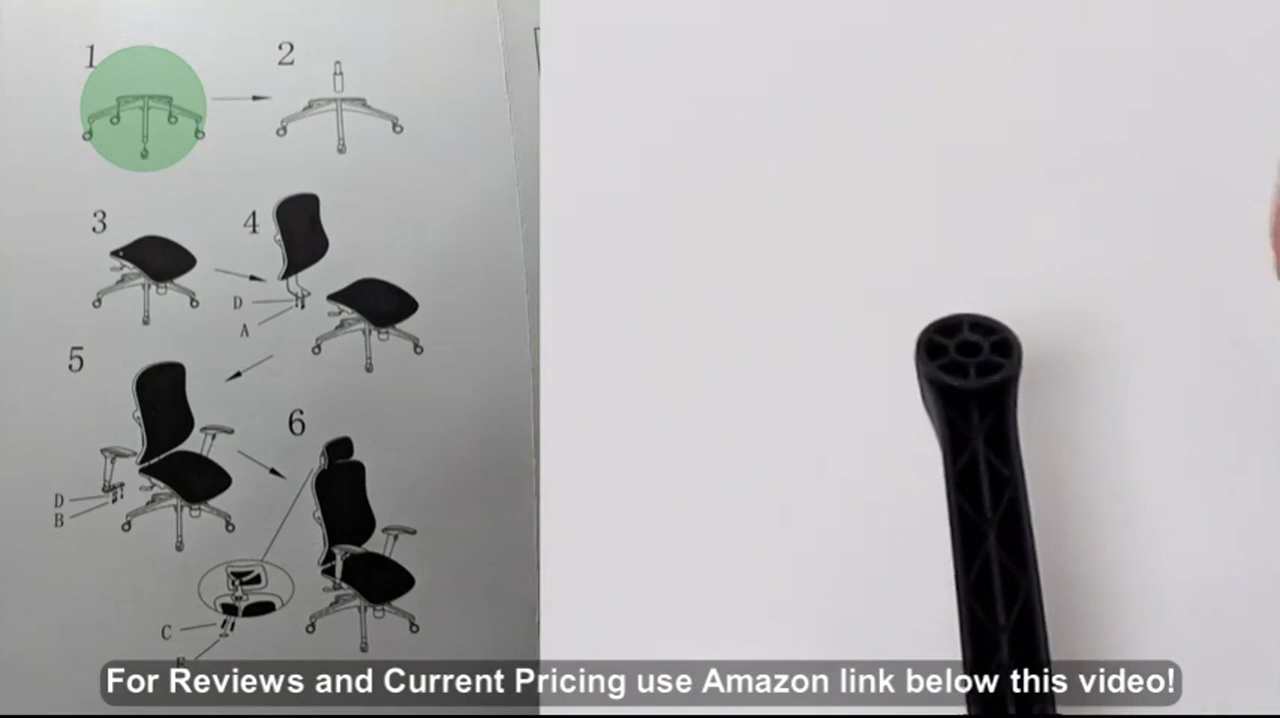 1
2
3
4
D
A
5
6
D
B
C
For Reviews and Current Pricing use Amazon link below this video!